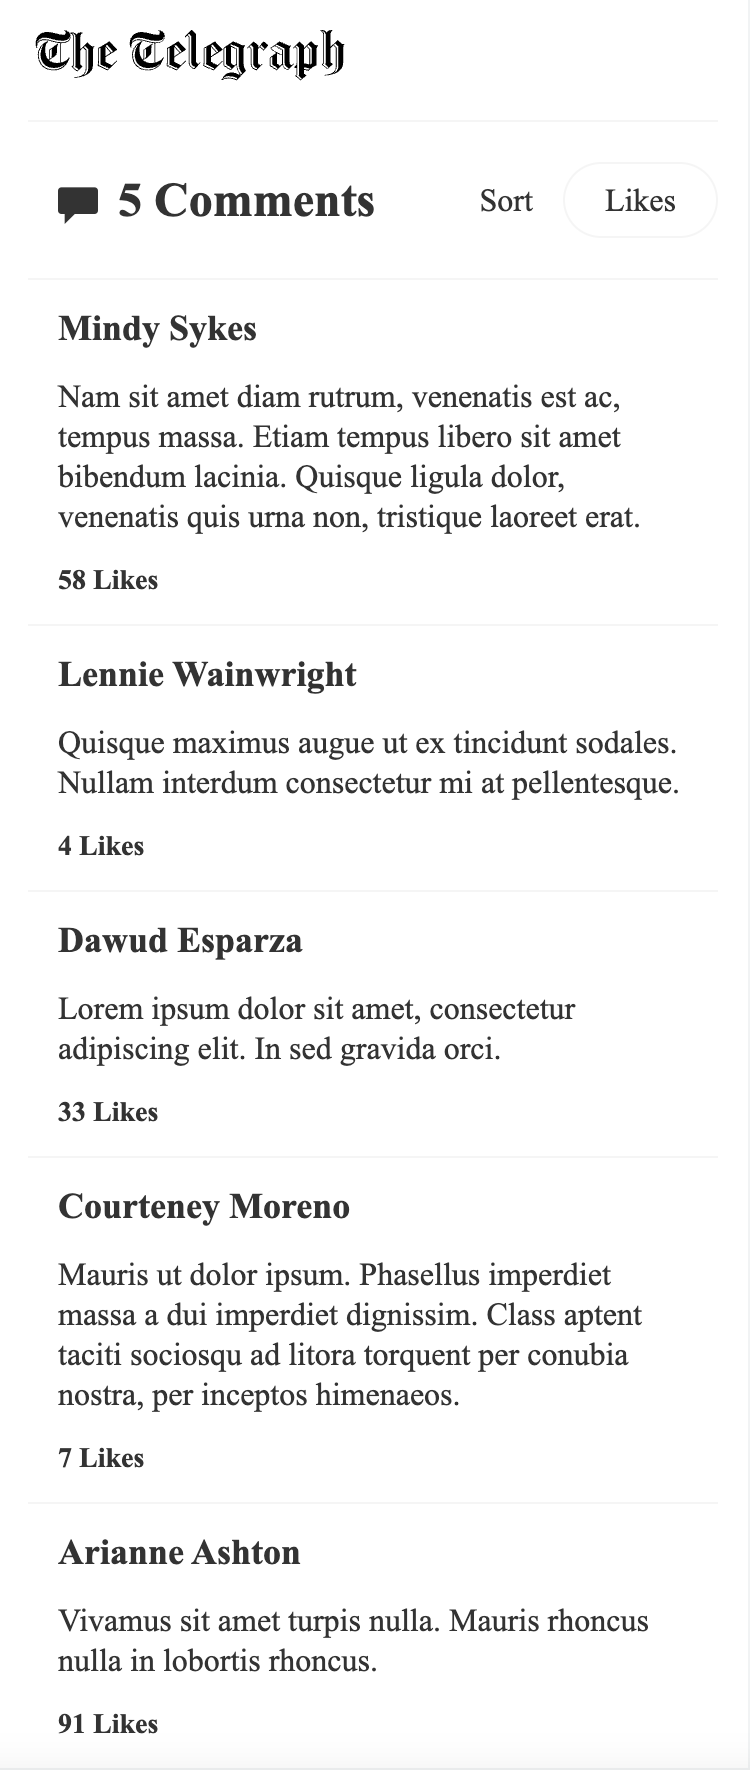 The Telegraph
5 Comments
Sort
Likes
Mindy Sykes
Nam sit amet diam rutrum, venenatis est ac,
tempus massa. Etiam tempus libero sit amet
bibendum lacinia. Quisque ligula dolor,
venenatis quis urna non, tristique laoreet erat.
58 Likes
Lennie Wainwright
Quisque maximus augue ut ex tincidunt sodales.
Nullam interdum consectetur mi at pellentesque.
4 Likes
Dawud Esparza
Lorem ipsum dolor sit amet, consectetur
adipiscing elit. In sed gravida orci.
33 Likes
Courteney Moreno
Mauris ut dolor ipsum. Phasellus imperdiet
massa a dui imperdiet dignissim. Class aptent
taciti sociosqu ad litora torquent per conubia
nostra, per inceptos himenaeos.
7 Likes
Arianne Ashton
Vivamus sit amet turpis nulla. Mauris rhoncus
nulla in lobortis rhoncus.
91 Likes